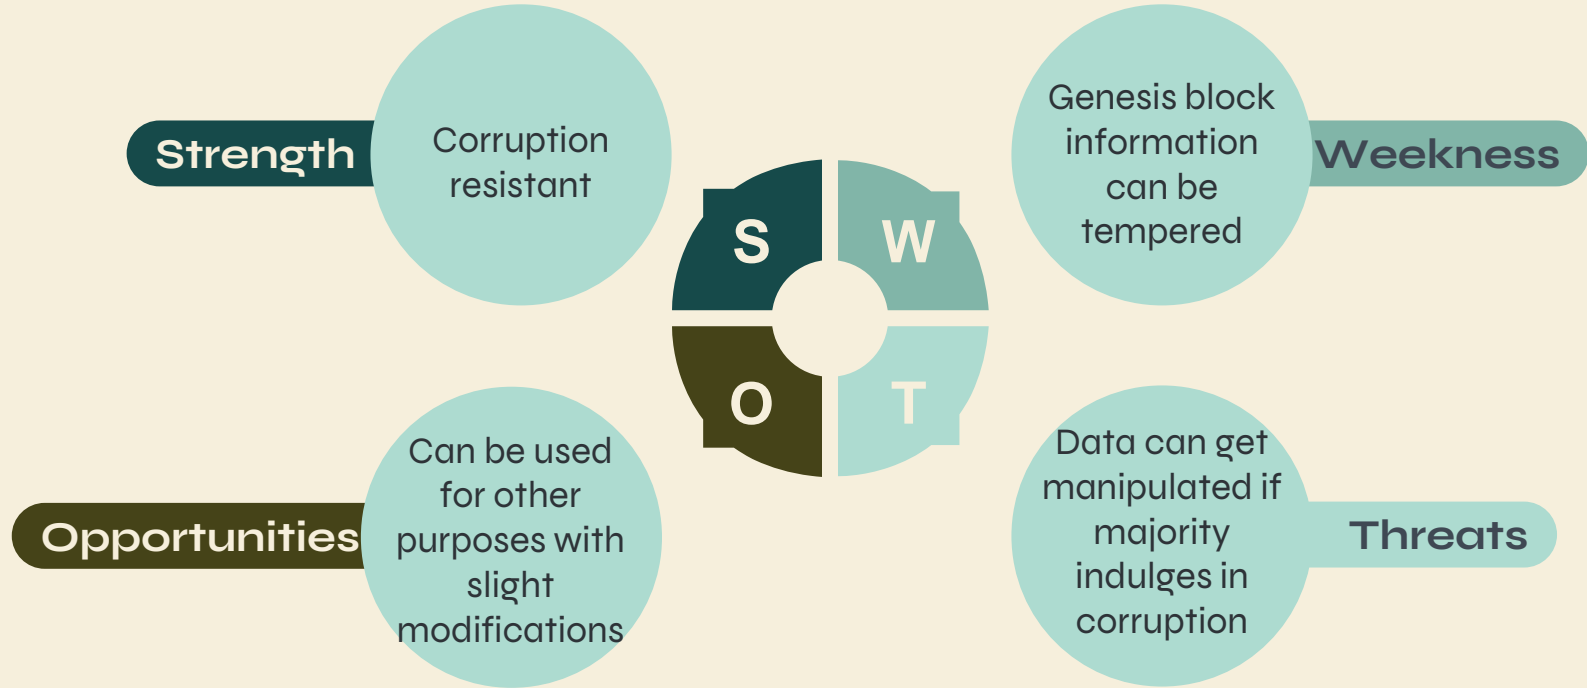 Strength
Corruption
resistant
Genesis block
information
can be
tempered
Weekness
S
W
O
T
Opportunities
Can be used
for other
purposes with
slight
modifications
Data can get
manipulated if
majority
indulges in
corruption
Threats